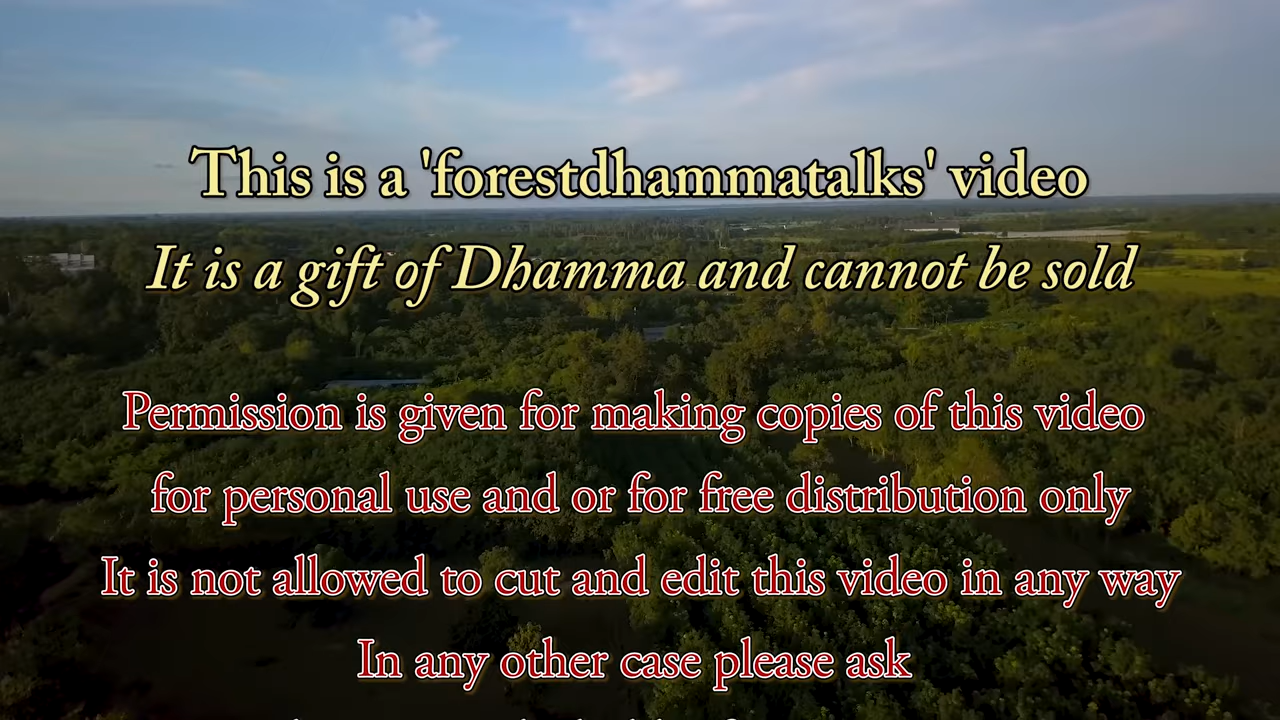 This is a 'forestdhammatalks' video
It is a gift of Dhamma and cannot be sold
Permission is given for making copies of this video
for personal use and or for free distribution only
It is not allowed to cut and edit this video in any way
In any other case please ask